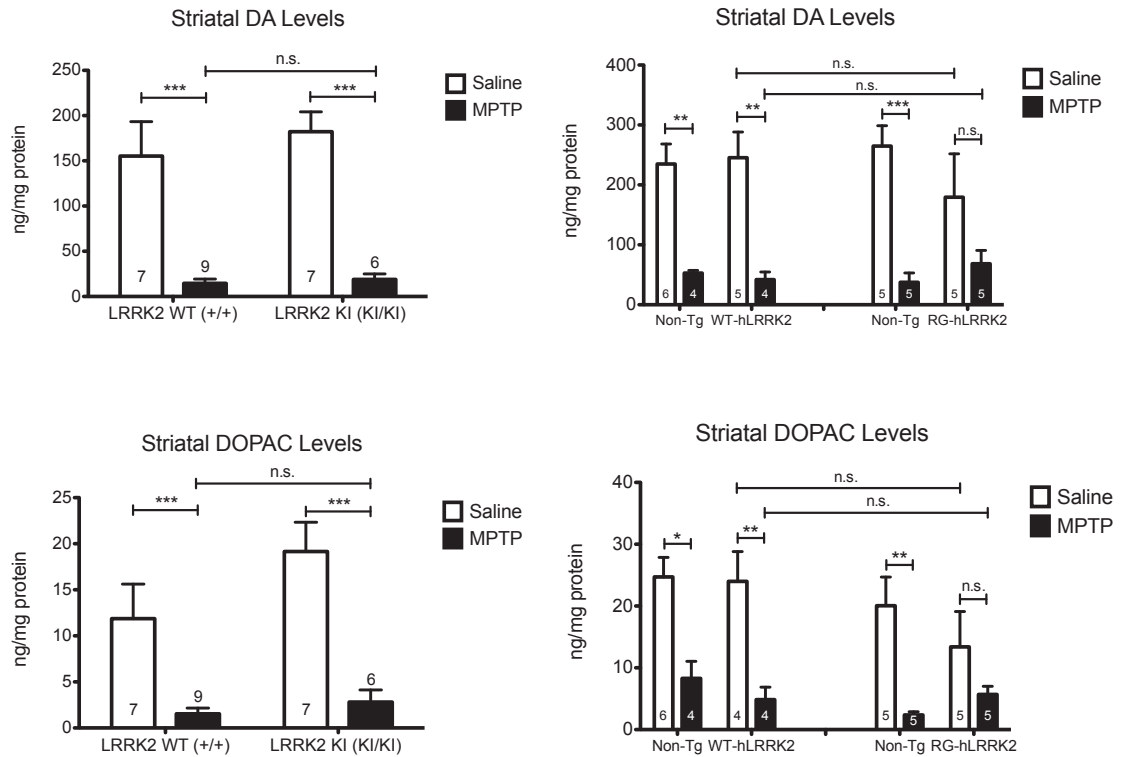 Striatal DA Levels
n.s.
***
***
250
200
150
100
50
0
ng/mg protein
7
9
7
6
LRRK2 WT (+/+)
LRRK2 KI (KI/KI)
Saline
MPTP
Striatal DA Levels
n.s.
n.s.
**
**
***
n.s.
400
300
200
100
0
ng/mg protein
6
4
5
4
5
5
5
5
Non-Tg
WT-hLRRK2
Non-Tg
RG-hLRRK2
Saline
MPTP
Striatal DOPAC Levels
n.s.
***
***
25
20
15
10
5
0
ng/mg protein
7
9
7
6
LRRK2 WT (+/+)
LRRK2 KI (KI/KI)
Saline
MPTP
Striatal DOPAC Levels
n.s.
n.s.
*
**
**
n.s.
40
30
20
10
0
ng/mg protein
6
4
4
4
5
5
5
5
Non-Tg
WT-hLRRK2
Non-Tg
RG-hLRRK2
Saline
MPTP